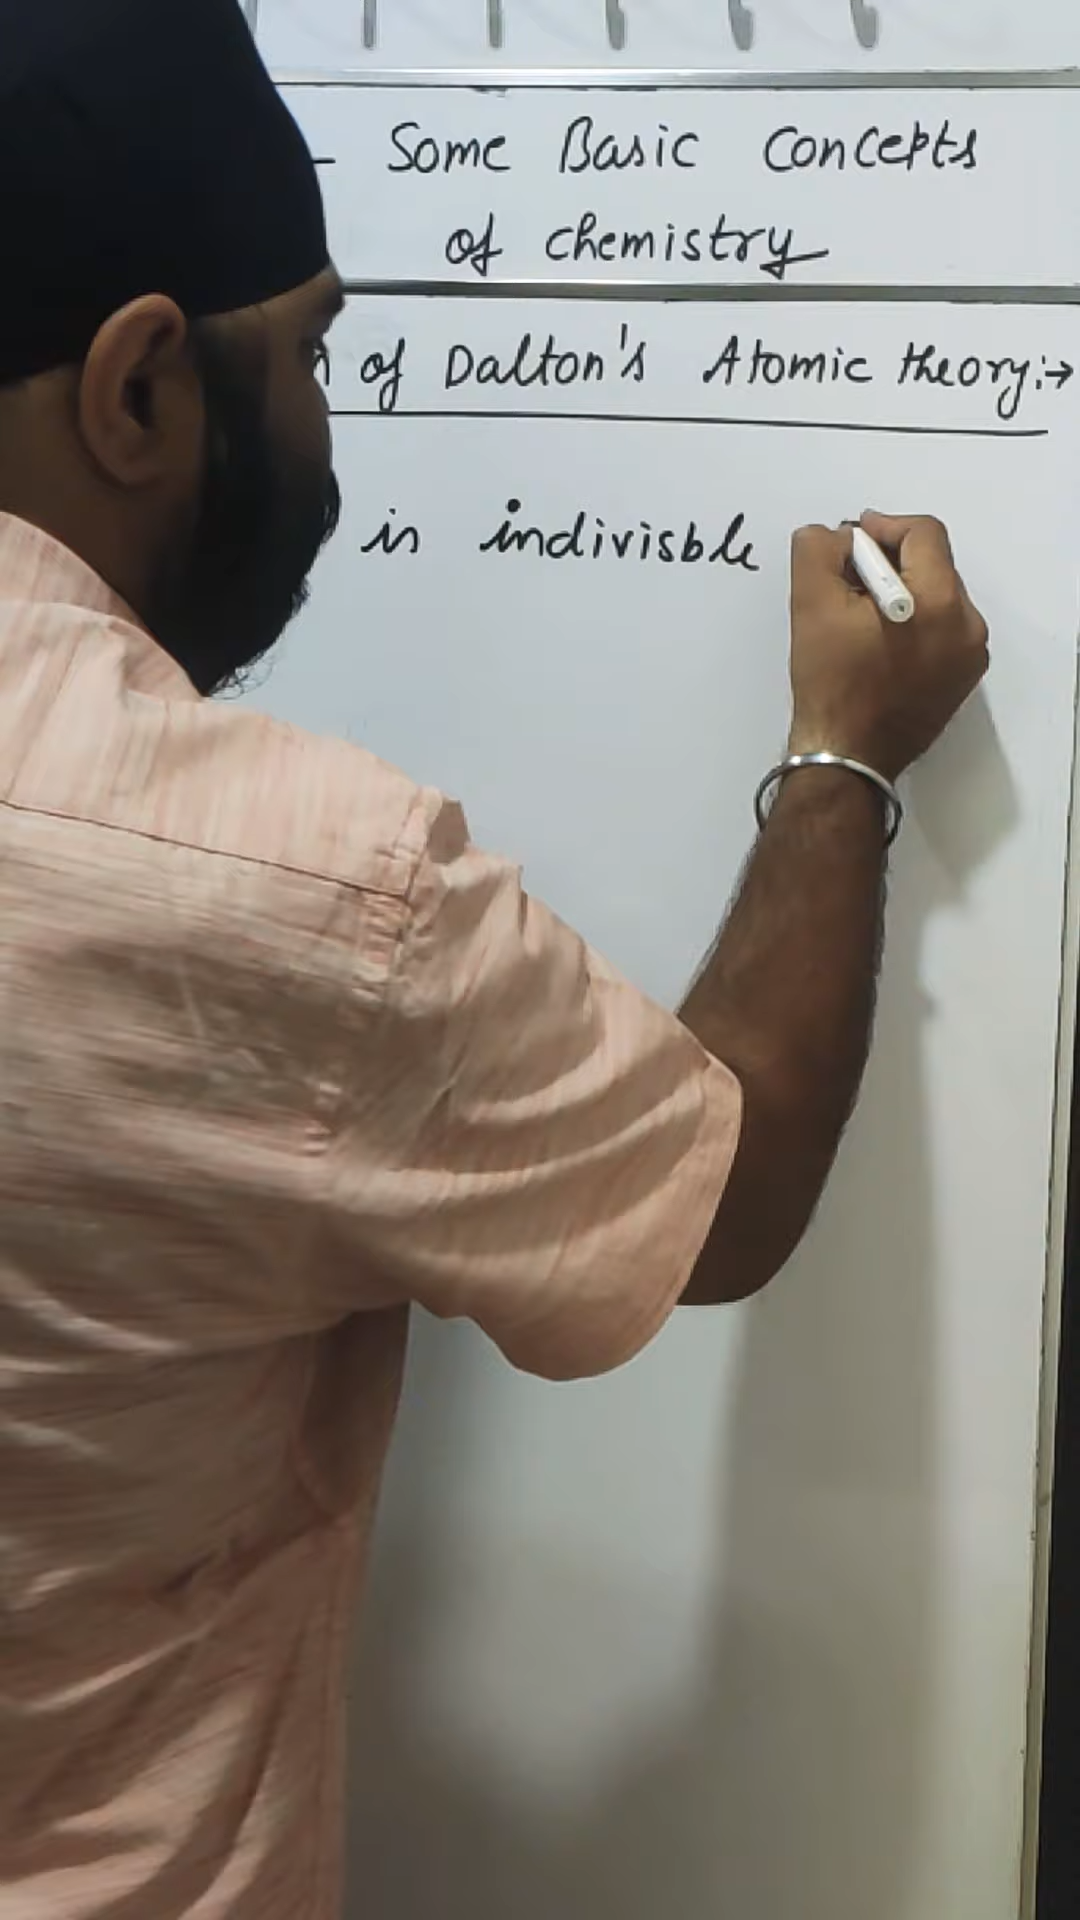 - Some Basic Concepts
of chemistry
of Dalton's Atomic theory:→
is indivisble